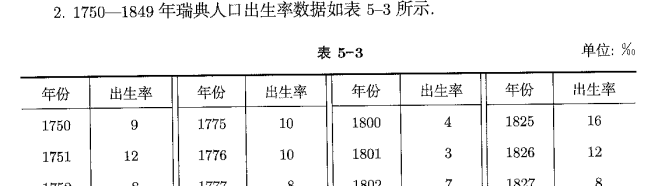 2. 1750—1849 年瑞典人口出生率数据如表 5-3 所示.
表 5-3
单位: ‰
年份 出生率 年份 出生率 年份 出生率 年份 出生率
1750 9 1775 10 1800 4 1825 16
1751 12 1776 10 1801 3 1826 12
1752 8 1777 8 1802 7 1827 8